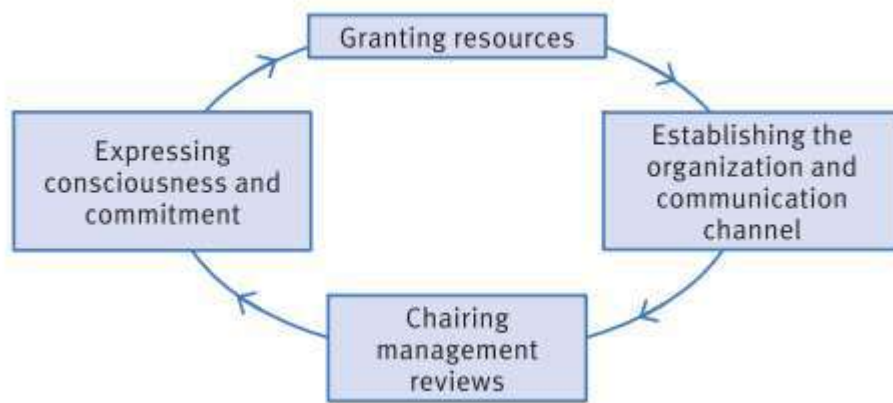 Granting resources
Expressing
consciousness and
commitment
Establishing the
organization and
communication
channel
Chairing
management
reviews